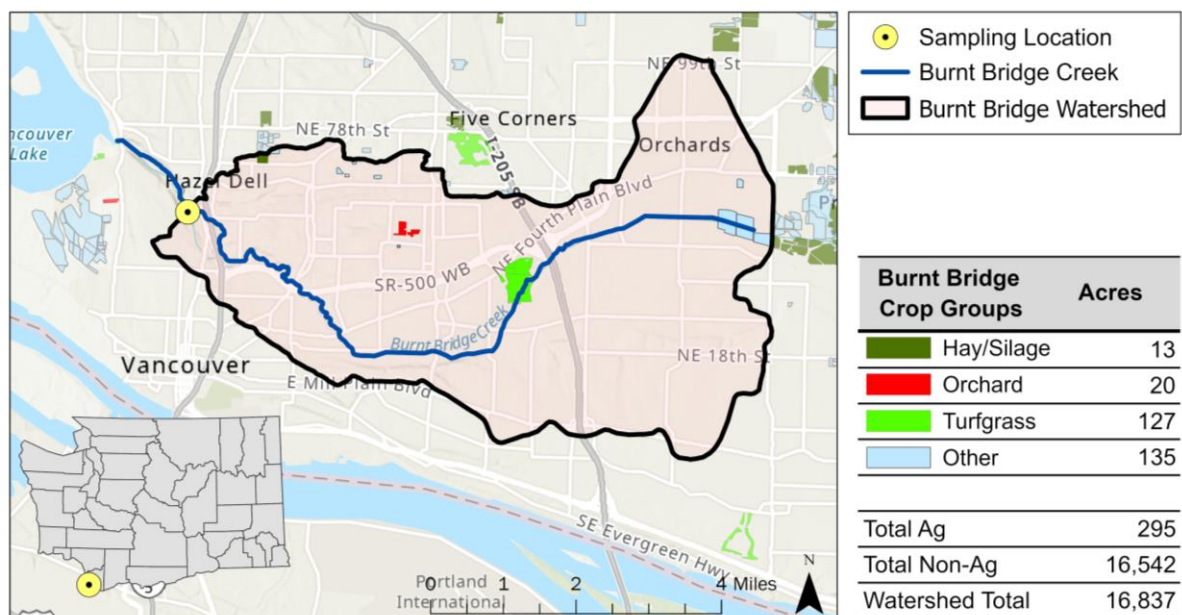 NE 99th St
Sampling Location
Burnt Bridge Creek
Burnt Bridge Watershed
Five Corners
NE 78th St
Orchards
I-205 SB
Lake
Hazel Dell
NE Fourth Plain Blvd
SR-500 WB
Burnt Bridge Creek
NE 18th St
Vancouver
E Mill Plain Blvd
SE Evergreen Hwy
Portland
International
0 1 2 4 Miles
N
Burnt Bridge
Crop Groups Acres
Hay/Silage 13
Orchard 20
Turfgrass 127
Other 135
Total Ag 295
Total Non-Ag 16,542
Watershed Total 16,837